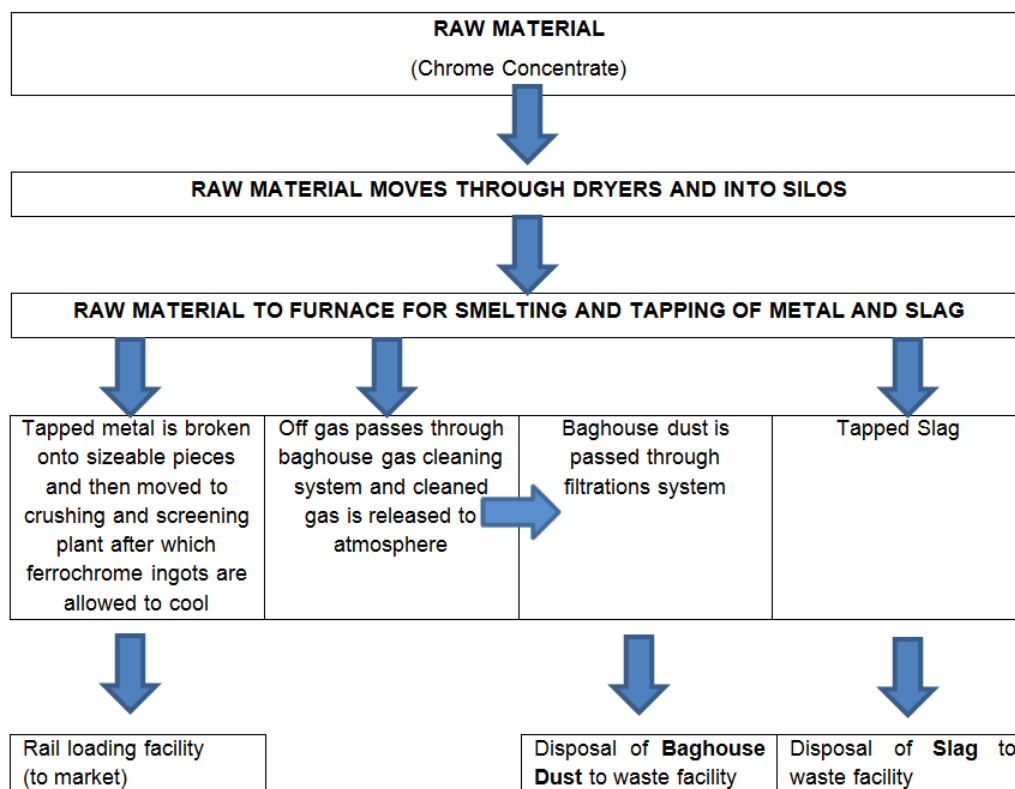 RAW MATERIAL
(Chrome Concentrate)
RAW MATERIAL MOVES THROUGH DRYERS AND INTO SILOS
RAW MATERIAL TO FURNACE FOR SMELTING AND TAPPING OF METAL AND SLAG
Tapped metal is broken
onto sizeable pieces
and then moved to
crushing and screening
plant after which
ferrochrome ingots are
allowed to cool
Off gas passes through
baghouse gas cleaning
system and cleaned
gas is released to
atmosphere
Baghouse dust is
passed through
filtrations system
Tapped Slag
Rail loading facility
(to market)
Disposal of Baghouse
Dust to waste facility
Disposal of Slag to
waste facility